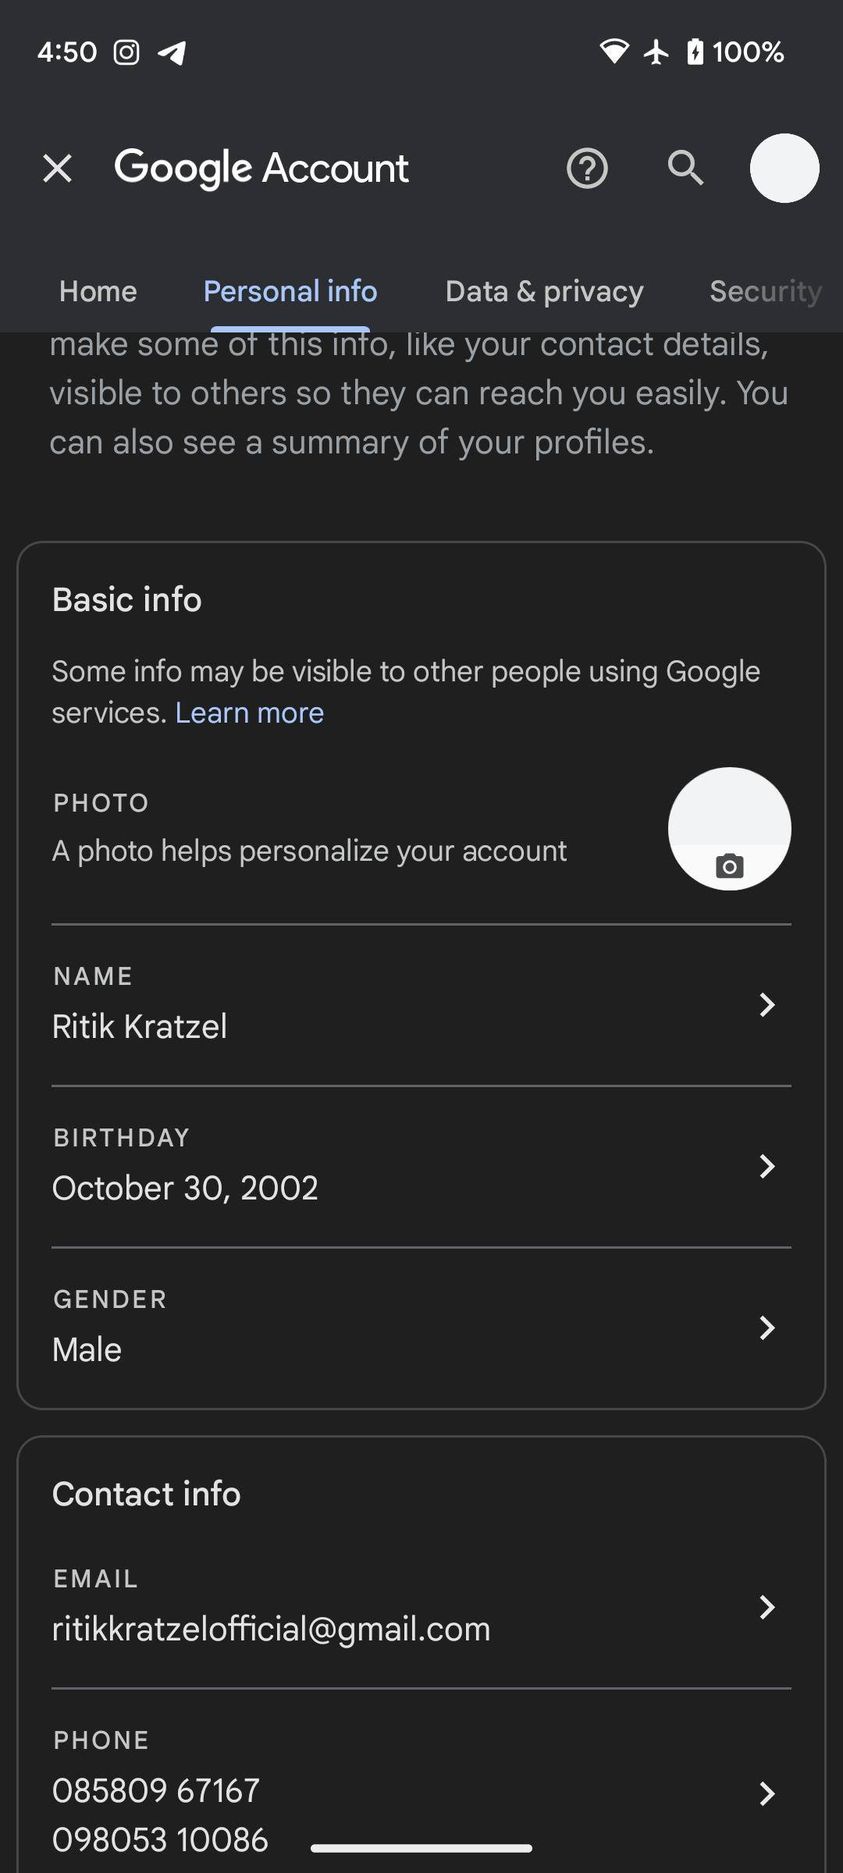 4:50 100%
Google Account
Home Personal info Data & privacy Security
make some of this info, like your contact details,
visible to others so they can reach you easily. You
can also see a summary of your profiles.
Basic info
Some info may be visible to other people using Google
services. Learn more
PHOTO
A photo helps personalize your account
NAME
Ritik Kratzel
BIRTHDAY
October 30, 2002
GENDER
Male
Contact info
EMAIL
ritikkratzelofficial@gmail.com
PHONE
085809 67167
098053 10086